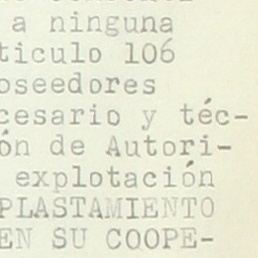 a ninguna
tículo 106
oseedores
cesario y téc-
ón de Autori-
explotación
PLASTAMIENTO
EN SU COOPE-